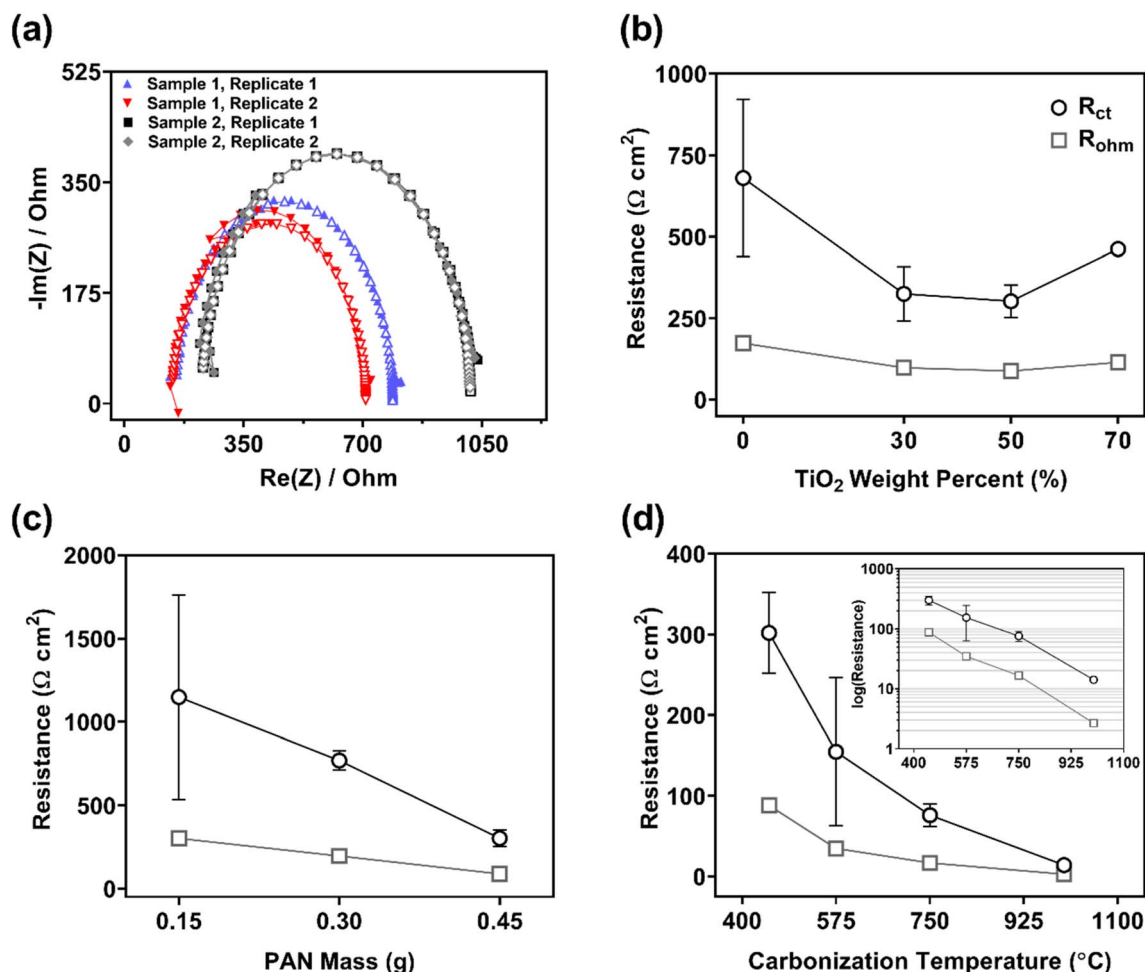 (a)
525
350
175
0
-Im(Z) / Ohm
Sample 1, Replicate 1
Sample 1, Replicate 2
Sample 2, Replicate 1
Sample 2, Replicate 2
0 350 700 1050
Re(Z) / Ohm
(b)
1000
750
500
250
0
Resistance (Ω cm²)
R_ct
R_ohm
0 30 50 70
TiO₂ Weight Percent (%)
(c)
2000
1500
1000
500
0
Resistance (Ω cm²)
0.15 0.30 0.45
PAN Mass (g)
(d)
400
300
200
100
0
Resistance (Ω cm²)
1000
100
10
1
log(Resistance)
400 575 750 925 1100
400 575 750 925 1100
Carbonization Temperature (°C)